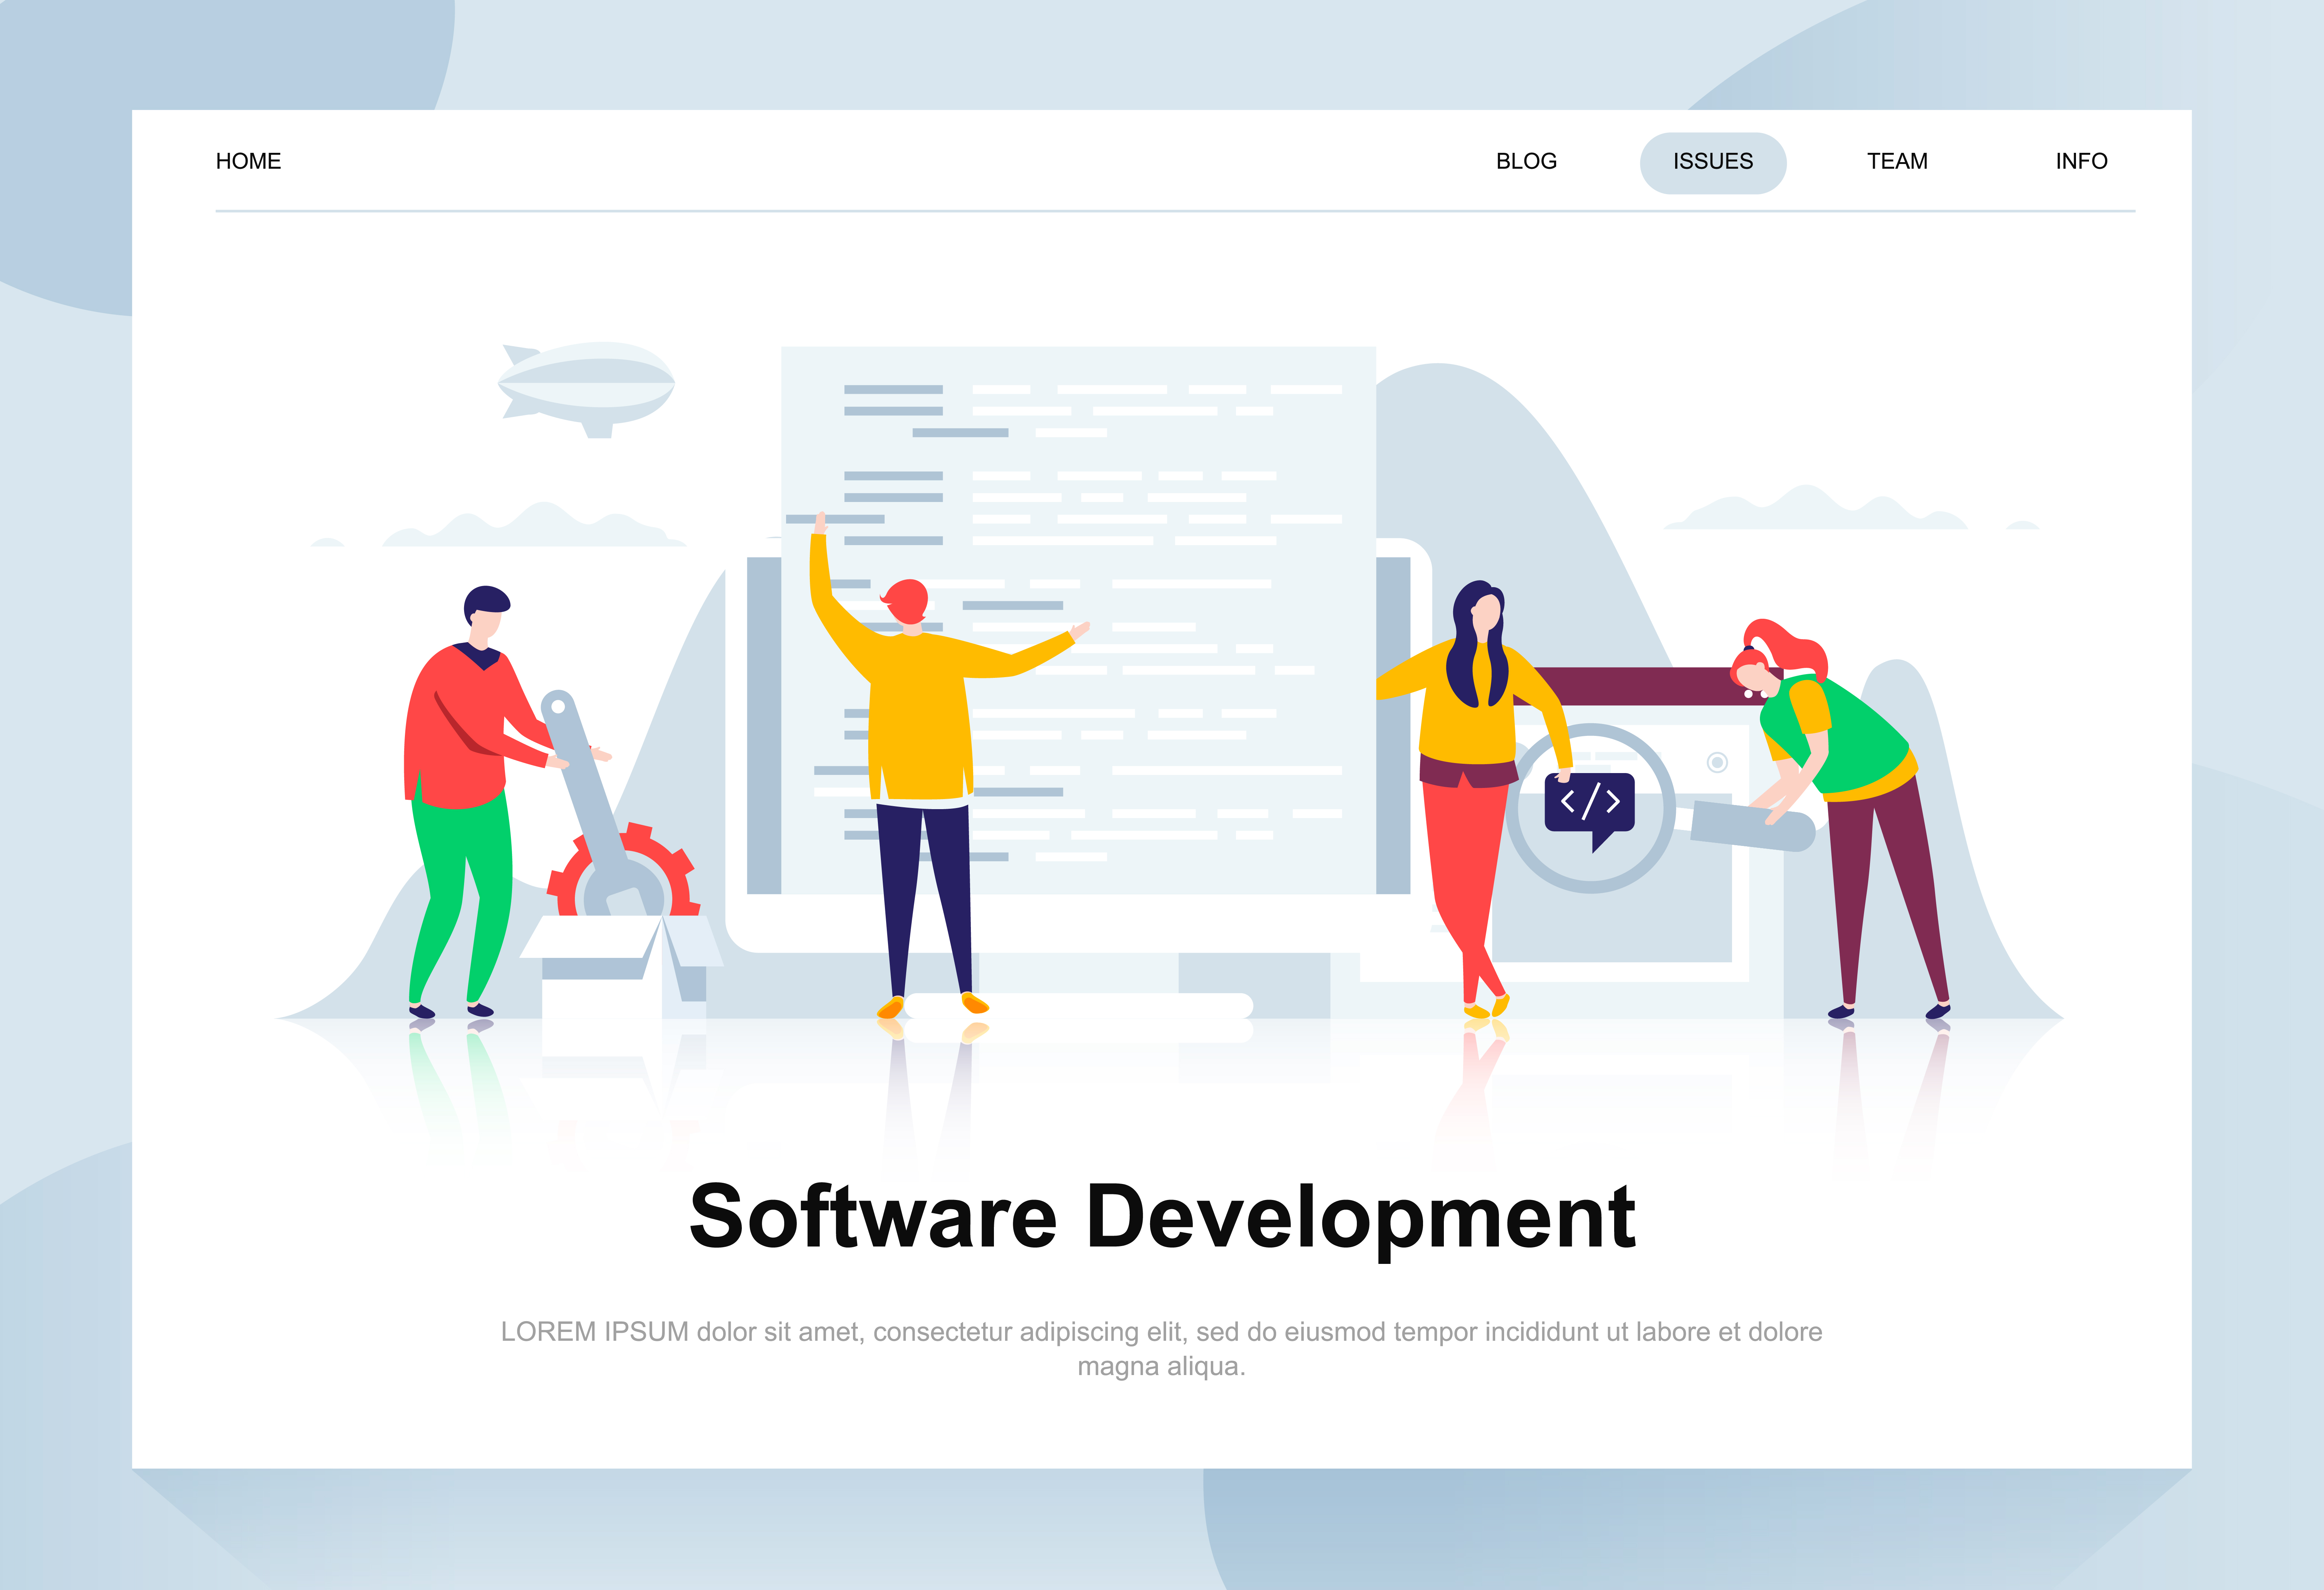 HOME BLOG ISSUES TEAM INFO
</>
Software Development
LOREM IPSUM dolor sit amet, consectetur adipiscing elit, sed do eiusmod tempor incididunt ut labore et dolore
magna aliqua.